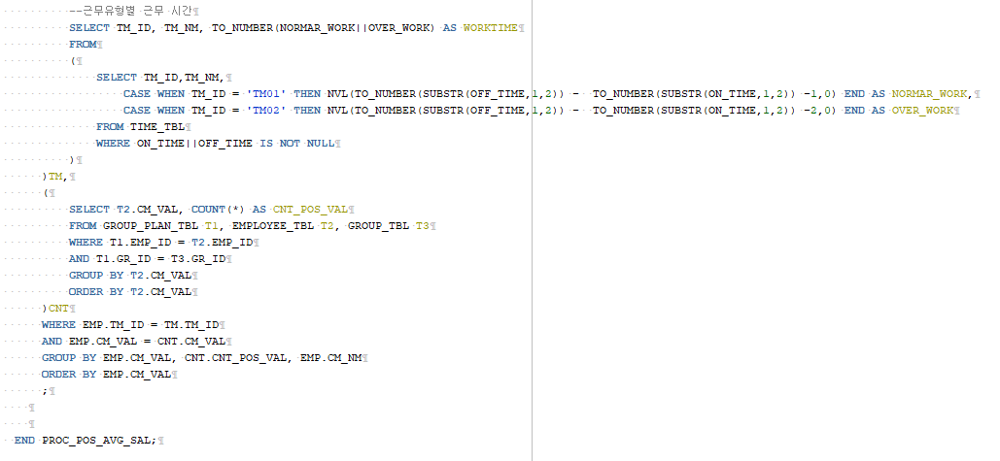 --근무유형별 근무 시간
SELECT TM_ID, TM_NM, TO_NUMBER(NORMAR_WORK||OVER_WORK) AS WORKTIME
FROM
(
SELECT TM_ID,TM_NM,
CASE WHEN TM_ID = 'TM01' THEN NVL(TO_NUMBER(SUBSTR(OFF_TIME,1,2)) - TO_NUMBER(SUBSTR(ON_TIME,1,2)) -1,0) END AS NORMAR_WORK,
CASE WHEN TM_ID = 'TM02' THEN NVL(TO_NUMBER(SUBSTR(OFF_TIME,1,2)) - TO_NUMBER(SUBSTR(ON_TIME,1,2)) -2,0) END AS OVER_WORK
FROM TIME_TBL
WHERE ON_TIME||OFF_TIME IS NOT NULL
)
)TM,
(
SELECT T2.CM_VAL, COUNT(*) AS CNT_POS_VAL
FROM GROUP_PLAN_TBL T1, EMPLOYEE_TBL T2, GROUP_TBL T3
WHERE T1.EMP_ID = T2.EMP_ID
AND T1.GR_ID = T3.GR_ID
GROUP BY T2.CM_VAL
ORDER BY T2.CM_VAL
)CNT
WHERE EMP.TM_ID = TM.TM_ID
AND EMP.CM_VAL = CNT.CM_VAL
GROUP BY EMP.CM_VAL, CNT.CNT_POS_VAL, EMP.CM_NM
ORDER BY EMP.CM_VAL
;
END PROC_POS_AVG_SAL;